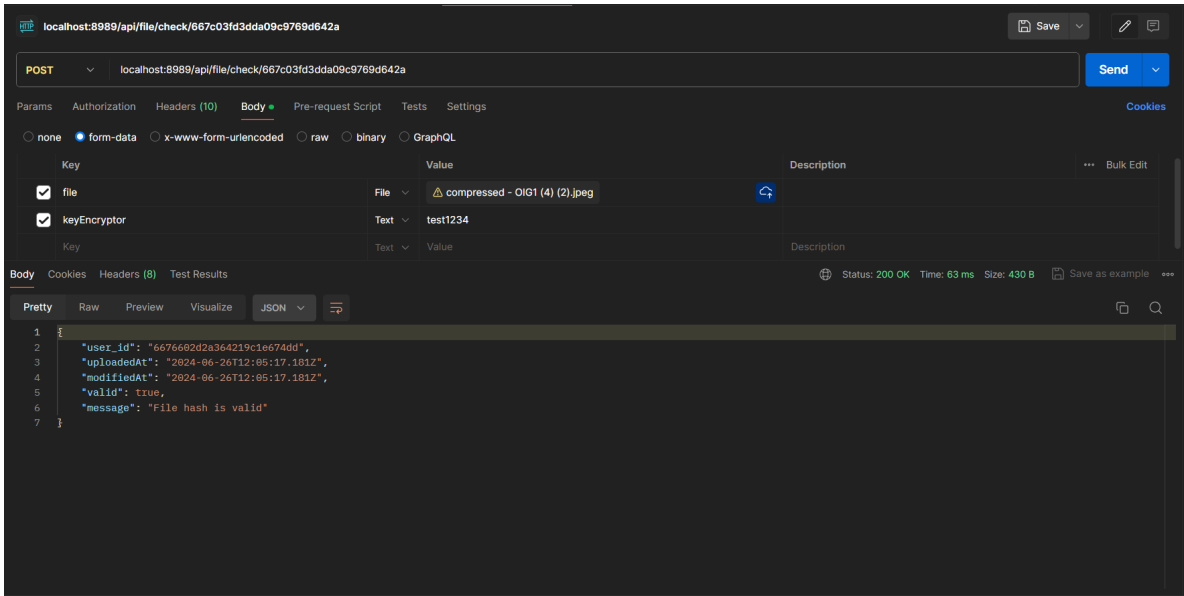 HTTP localhost:8989/api/file/check/667c03fd3dda09c9769d642a Save
POST localhost:8989/api/file/check/667c03fd3dda09c9769d642a Send
Params Authorization Headers (10) Body Pre-request Script Tests Settings Cookies
none form-data x-www-form-urlencoded raw binary GraphQL
Key Value Description Bulk Edit
file File compressed - OIG1 (4) (2).jpeg
keyEncryptor Text test1234
Key Text Value Description
Body Cookies Headers (8) Test Results Status: 200 OK Time: 63 ms Size: 430 B Save as example
Pretty Raw Preview Visualize JSON
1 {
2 "user_id": "6676602d2a364219c1e674dd",
3 "uploadedAt": "2024-06-26T12:05:17.181Z",
4 "modifiedAt": "2024-06-26T12:05:17.181Z",
5 "valid": true,
6 "message": "File hash is valid"
7 }